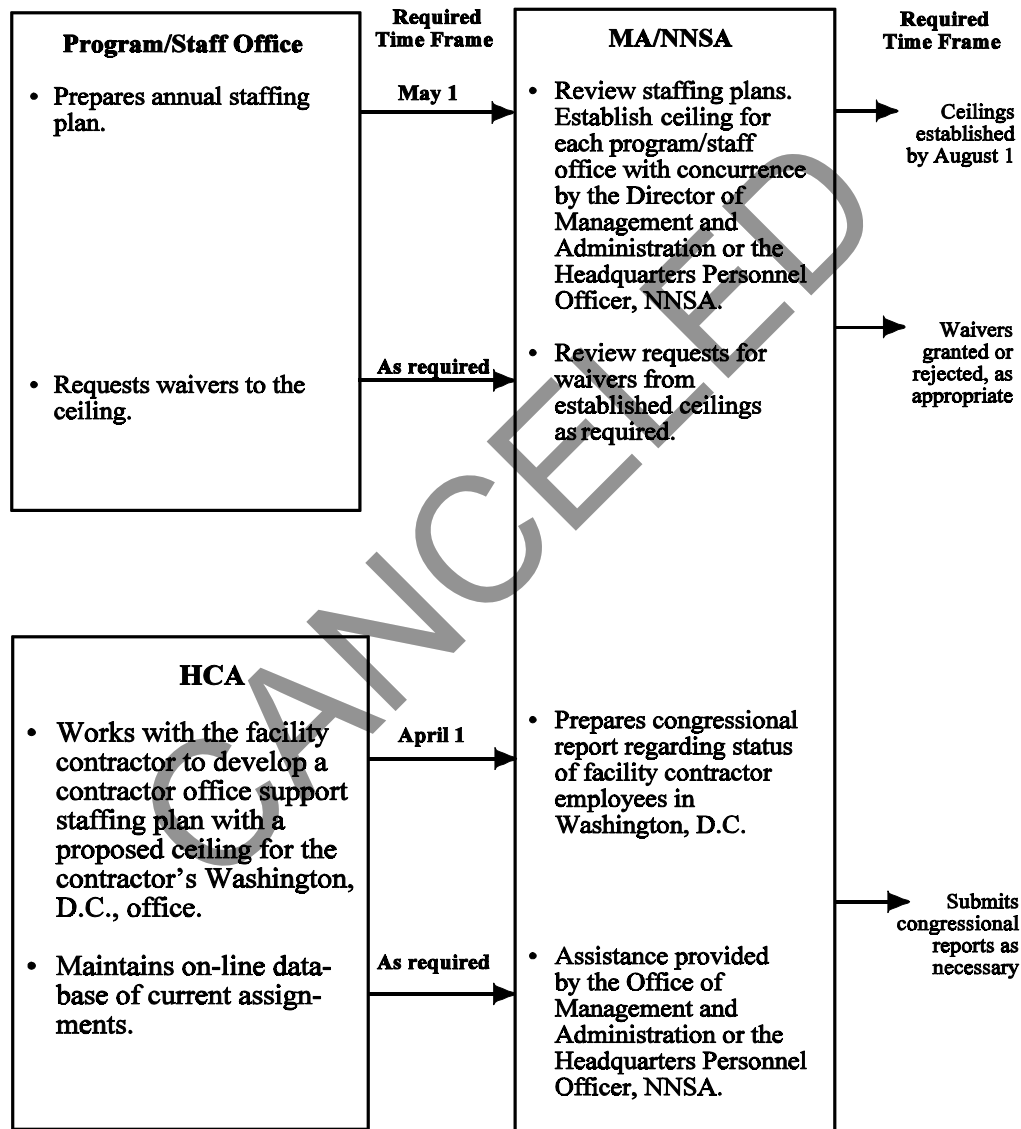 Program/Staff Office
• Prepares annual staffing
plan.
• Requests waivers to the
ceiling.
Required
Time Frame
May 1
As required
MA/NNSA
• Review staffing plans.
Establish ceiling for
each program/staff
office with concurrence
by the Director of
Management and
Administration or the
Headquarters Personnel
Officer, NNSA.
• Review requests for
waivers from
established ceilings
as required.
Required
Time Frame
Ceilings
established
by August 1
Waivers
granted or
rejected, as
appropriate
HCA
• Works with the facility
contractor to develop a
contractor office support
staffing plan with a
proposed ceiling for the
contractor’s Washington,
D.C., office.
• Maintains on-line data-
base of current assign-
ments.
April 1
As required
• Prepares congressional
report regarding status
of facility contractor
employees in
Washington, D.C.
• Assistance provided
by the Office of
Management and
Administration or the
Headquarters Personnel
Officer, NNSA.
Submits
congressional
reports as
necessary
CANCELED